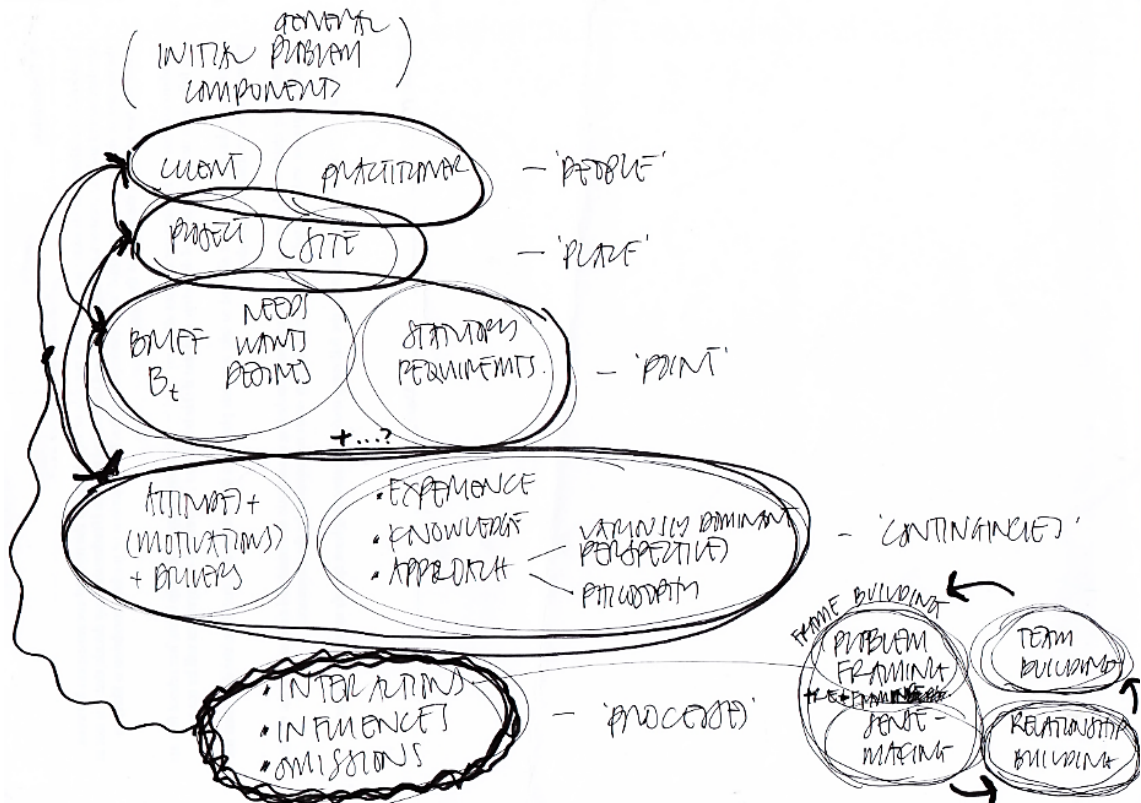 GENERAL
(INITIAL PROBLEM
COMPONENTS)
CLIENT PRACTITIONER - 'PEOPLE'
PROJECT SITE - 'PLACE'
NEEDS
BRIEF WANTS
Bt DESIRES
STATUTORY
REQUIREMENTS.
- 'POINT'
+...?
ATTITUDES +
(MOTIVATIONS)
+ DRIVERS
• EXPERIENCE
• KNOWLEDGE
• APPROACH
VARIOUSLY DOMINANT
PERSPECTIVES
PHILOSOPHY
- 'CONTINGENCIES'
• INTERACTIONS
• INFLUENCES
• OMISSIONS
- 'PROCESSES'
FRAME BUILDING
PROBLEM
FRAMING
SENSE-
MAKING
TEAM
BUILDING
RELATIONSHIP
BUILDING